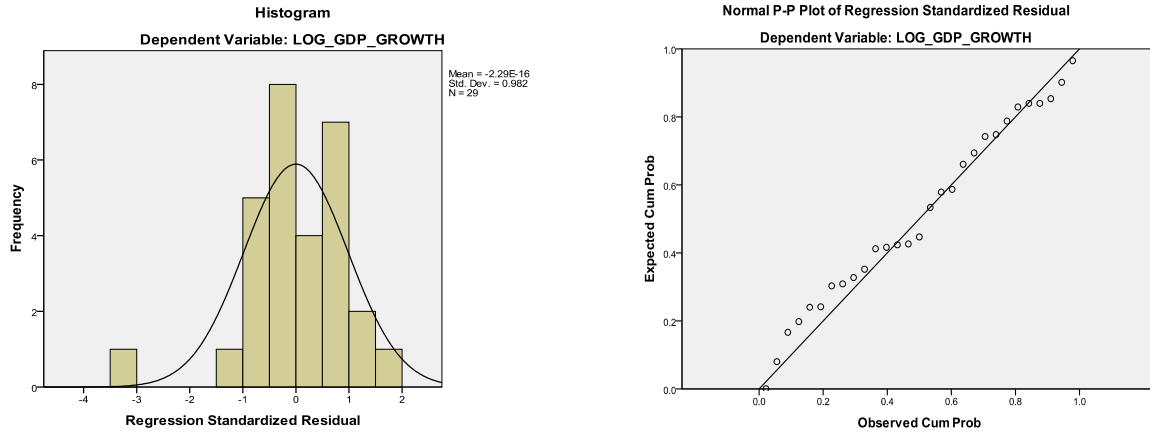 Histogram
Dependent Variable: LOG_GDP_GROWTH
Mean = -2.29E-16
Std. Dev. = 0.982
N = 29
Frequency
8
6
4
2
0
-4 -3 -2 -1 0 1 2
Regression Standardized Residual
Normal P-P Plot of Regression Standardized Residual
Dependent Variable: LOG_GDP_GROWTH
Expected Cum Prob
1.0
0.8
0.6
0.4
0.2
0.0
0.0 0.2 0.4 0.6 0.8 1.0
Observed Cum Prob